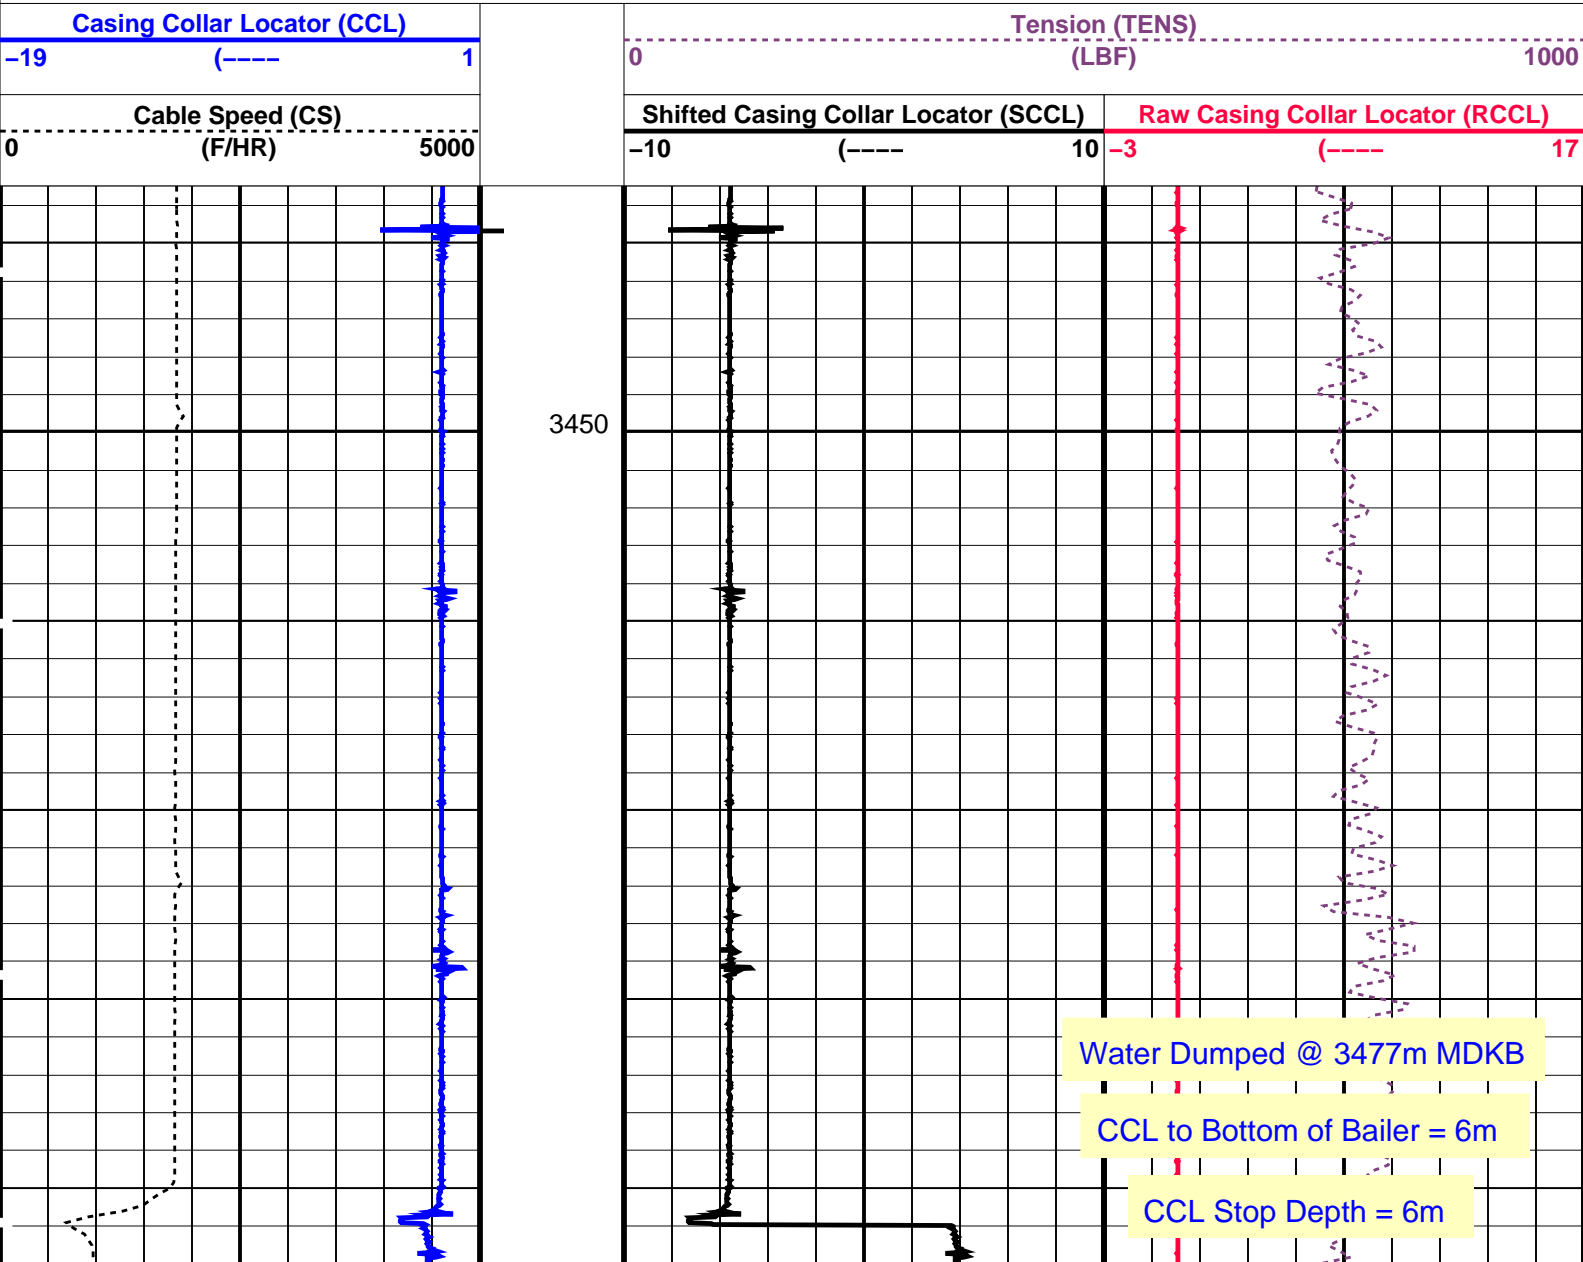 Casing Collar Locator (CCL)
−19 (−−−− 1
Tension (TENS)
0 (LBF) 1000
Cable Speed (CS)
0 (F/HR) 5000
Shifted Casing Collar Locator (SCCL)
−10 (−−−− 10
Raw Casing Collar Locator (RCCL)
−3 (−−−− 17
3450
Water Dumped @ 3477m MDKB
CCL to Bottom of Bailer = 6m
CCL Stop Depth = 6m